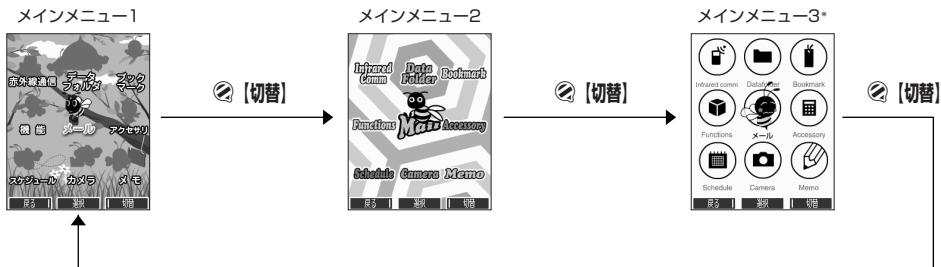 メインメニュー1
メインメニュー2
メインメニュー3*
赤外線通信 データフォルダ ブックマーク
機能 メール アクセサリ
スケジュール カメラ メモ
戻る 選択 切替
【切替】
Infrared Comm Data Folder Bookmark
Functions Mail Accessory
Schedule Camera Memo
戻る 選択 切替
【切替】
Infrared comm Datafolder Bookmark
Functions メール Accessory
Schedule Camera Memo
戻る 選択 切替
【切替】